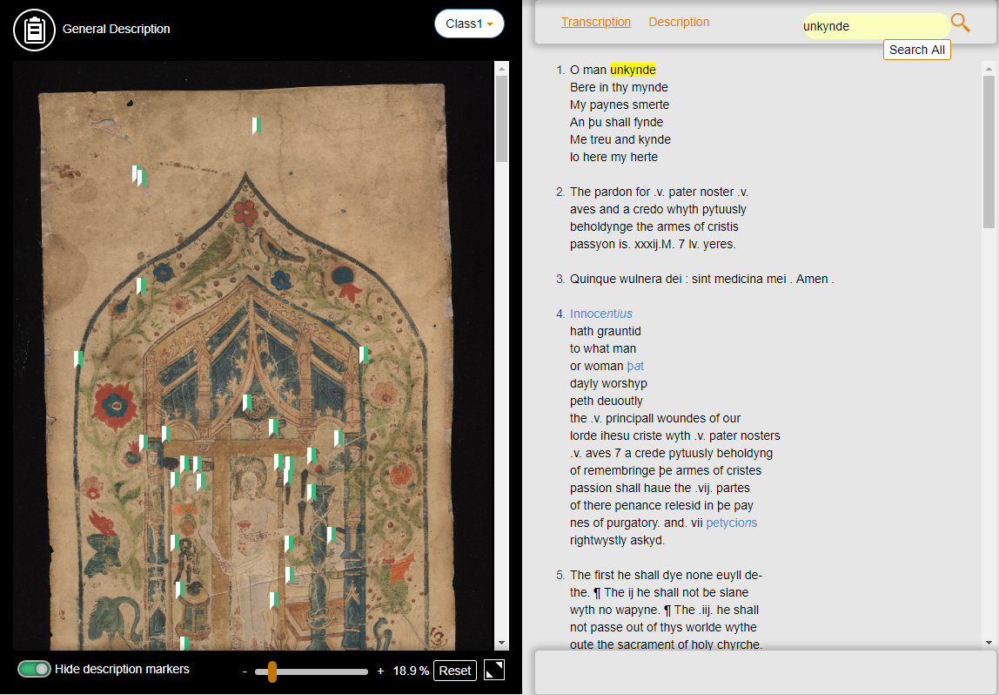 General Description
Class1
Transcription
Description
unkynde
Search All
1. O man unkynde
Bere in thy mynde
My paynes smerte
An þu shall fynde
Me treu and kynde
lo here my herte
2. The pardon for .v. pater noster .v.
aves and a credo whyth pytuusly
beholdynge the armes of cristis
passyon is. xxxij.M. 7 lv. yeres.
3. Quinque wulnera dei : sint medicina mei . Amen .
4. Innocentius
hath grauntid
to what man
or woman þat
dayly worshyp
peth deuoutly
the .v. principall woundes of our
lorde ihesu criste wyth .v. pater nosters
.v. aves 7 a crede pytuusly beholdyng
of remembringe þe armes of cristes
passion shall haue the .vij. partes
of there penance relesid in þe pay
nes of purgatory. and. vii petycions
rightwystly askyd.
5. The first he shall dye none euyll de-
the. ¶ The ij he shall not be slane
wyth no wapyne. ¶ The .iij. he shall
not passe out of thys worlde wythe
oute the sacrament of holy chyrche.
Hide description markers
- + 18.9 % Reset